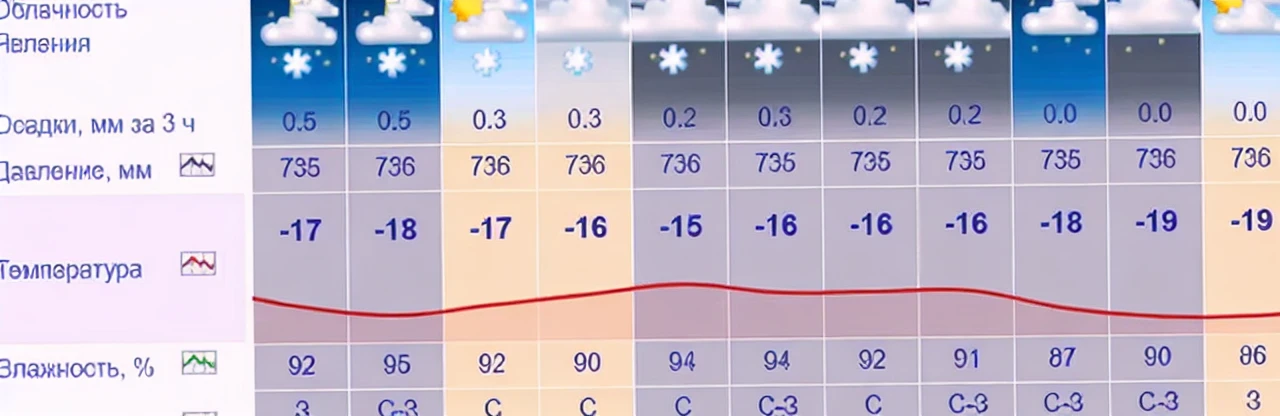 Облачность
Явления
Осадки, мм за 3 ч 0.5 0.5 0.3 0.3 0.2 0.3 0.2 0.2 0.0 0.0 0.0
Давление, мм 735 736 736 736 736 735 735 735 735 736 736
-17 -18 -17 -16 -15 -16 -16 -16 -18 -19 -19
Температура
Влажность, % 92 95 92 90 94 94 92 91 87 90 86
З С-З С С С С-З С С-З С-З С-З З